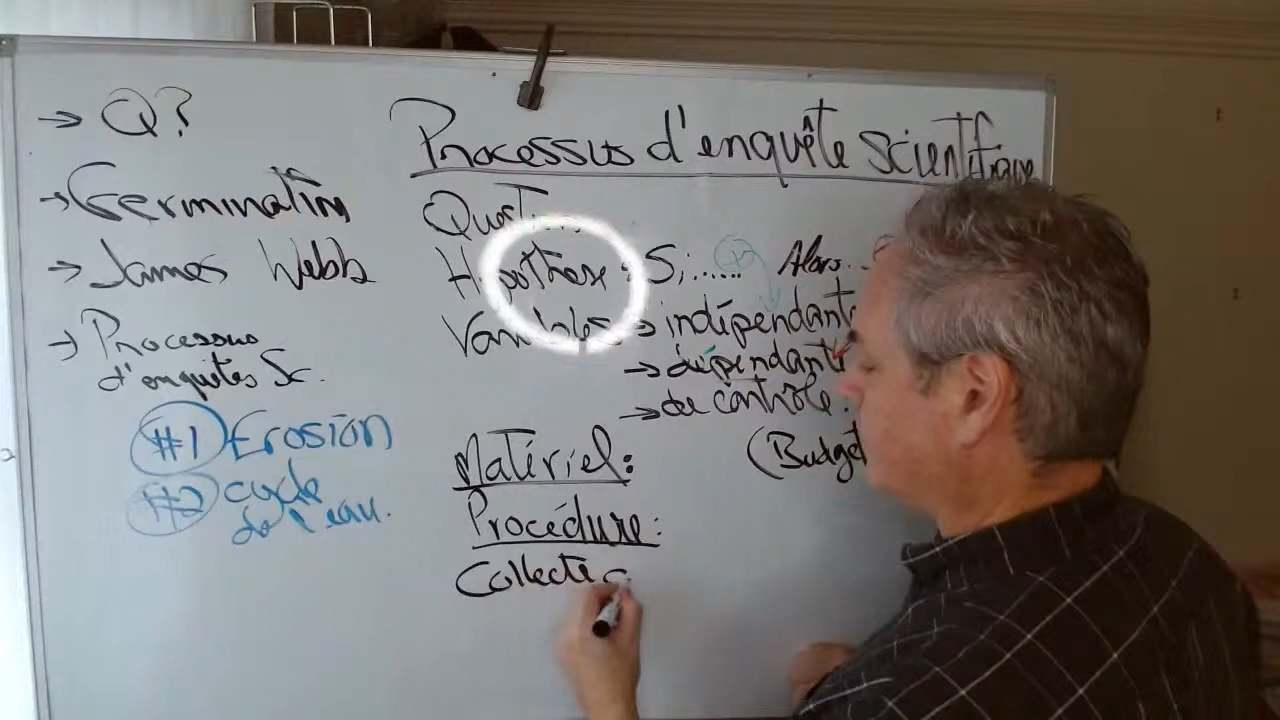 → Q?
→ Germination
→ James Webb
→ Processus
d'enquêtes Sc.
#1 Erosion
#2 cycle
de l'eau.
Processus d'enquête scientifique
Quest
Hypothèse : Si...... Alors...
Variables → indépendante
→ dépendante
→ de contrôle.
(Budget
Matériel:
Procédure:
Collectio